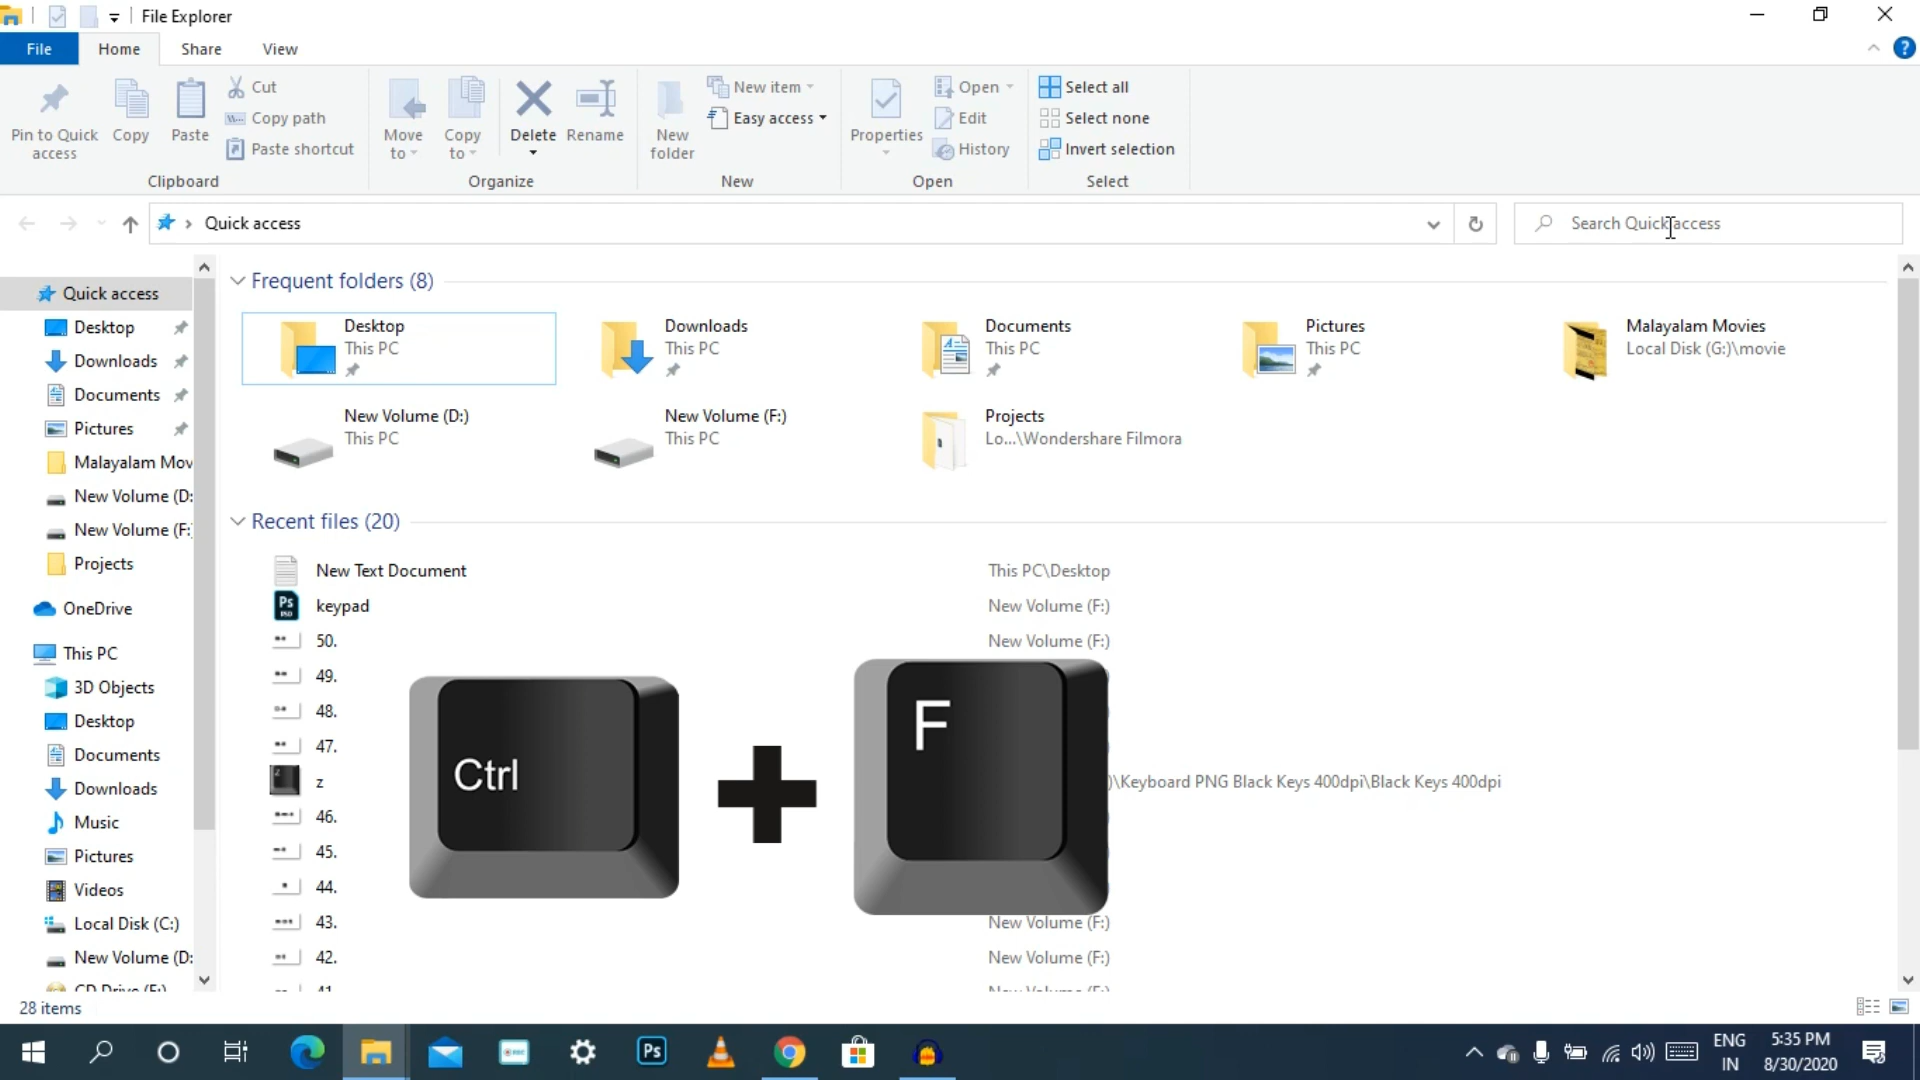 File Explorer
File Home Share View
Pin to Quick access
Copy
Paste
Cut
Copy path
Paste shortcut
Clipboard
Move to
Copy to
Delete
Rename
Organize
New folder
New item
Easy access
New
Properties
Open
Edit
History
Open
Select all
Select none
Invert selection
Select
Quick access
Search Quick access
Quick access
Desktop
Downloads
Documents
Pictures
Malayalam Mov
New Volume (D:
New Volume (F:
Projects
OneDrive
This PC
3D Objects
Desktop
Documents
Downloads
Music
Pictures
Videos
Local Disk (C:)
New Volume (D:
CD Drive (E:)
Frequent folders (8)
Desktop
This PC
Downloads
This PC
Documents
This PC
Pictures
This PC
Malayalam Movies
Local Disk (G:)\movie
New Volume (D:)
This PC
New Volume (F:)
This PC
Projects
Lo...\Wondershare Filmora
Recent files (20)
New Text Document This PC\Desktop
keypad New Volume (F:)
50. New Volume (F:)
49.
48.
47.
z )\Keyboard PNG Black Keys 400dpi\Black Keys 400dpi
46.
45.
44.
43. New Volume (F:)
42. New Volume (F:)
41. New Volume (F:)
Ctrl
F
28 items
Ps
ENG
IN
5:35 PM
8/30/2020